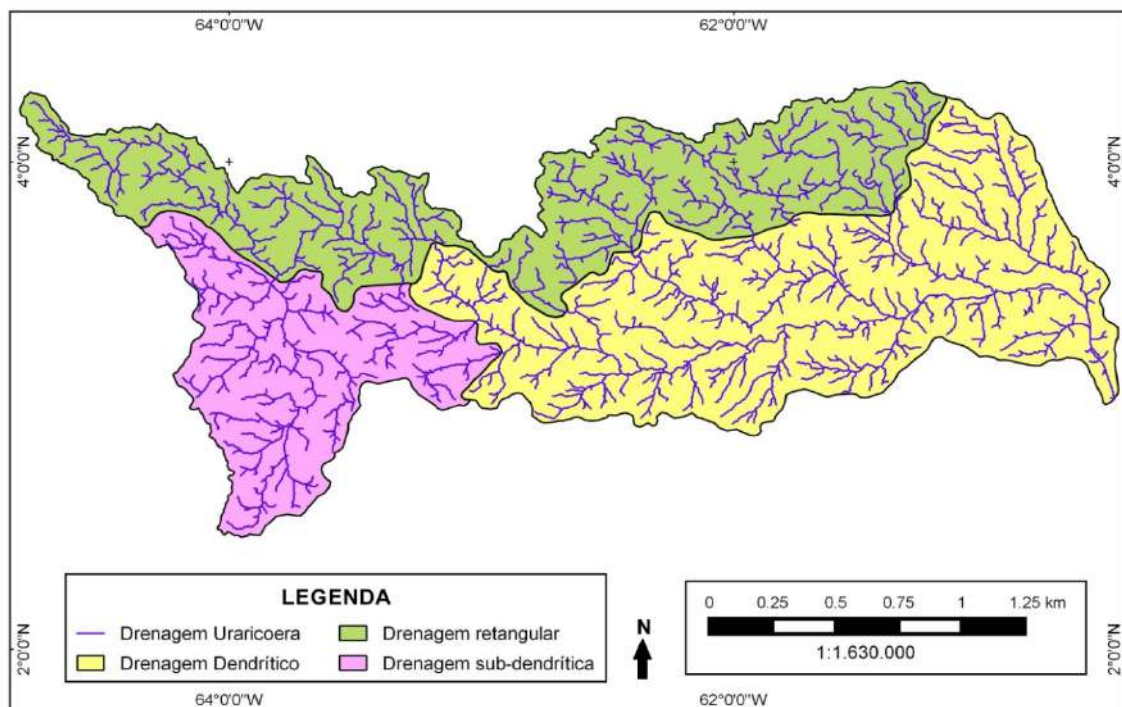 64°0'0"W 62°0'0"W
4°0'0"N 4°0'0"N
LEGENDA
Drenagem Uraricoera Drenagem retangular
Drenagem Dendrítico Drenagem sub-dendrítica
N
0 0.25 0.5 0.75 1 1.25 km
1:1.630.000
2°0'0"N 2°0'0"N
64°0'0"W 62°0'0"W